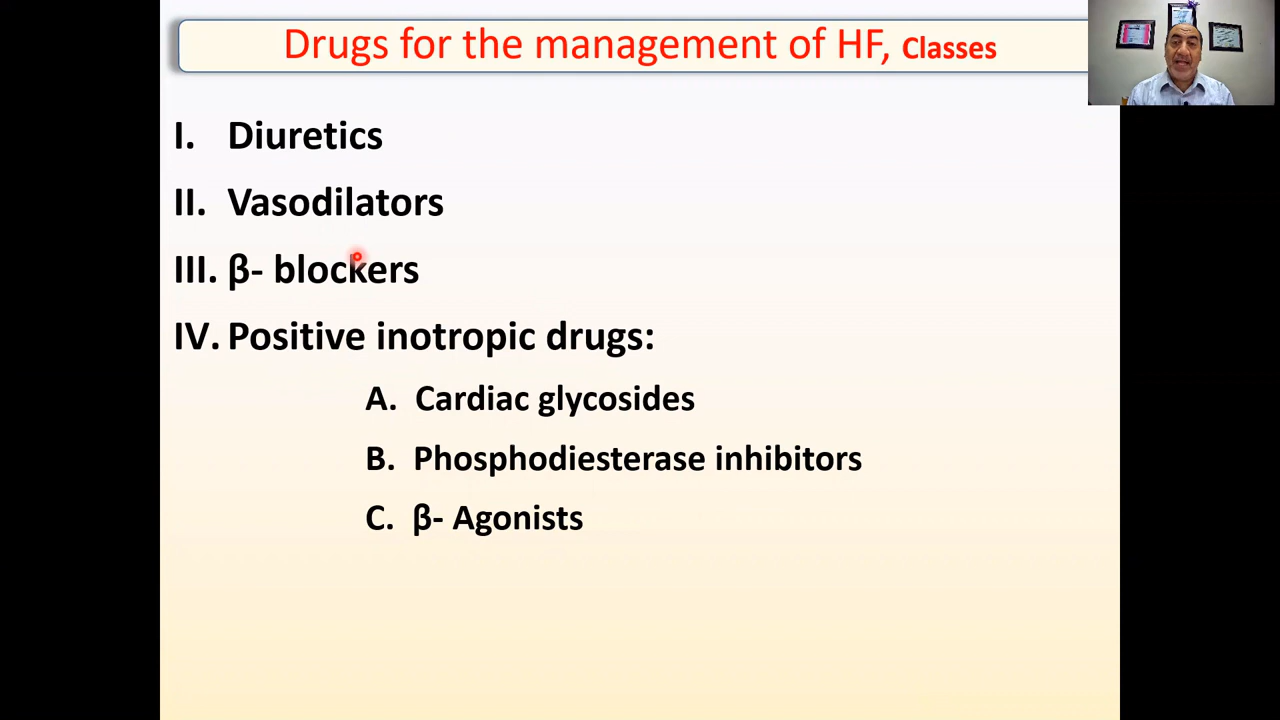 Drugs for the management of HF, Classes
I. Diuretics
II. Vasodilators
III. β- blockers
IV. Positive inotropic drugs:
A. Cardiac glycosides
B. Phosphodiesterase inhibitors
C. β- Agonists